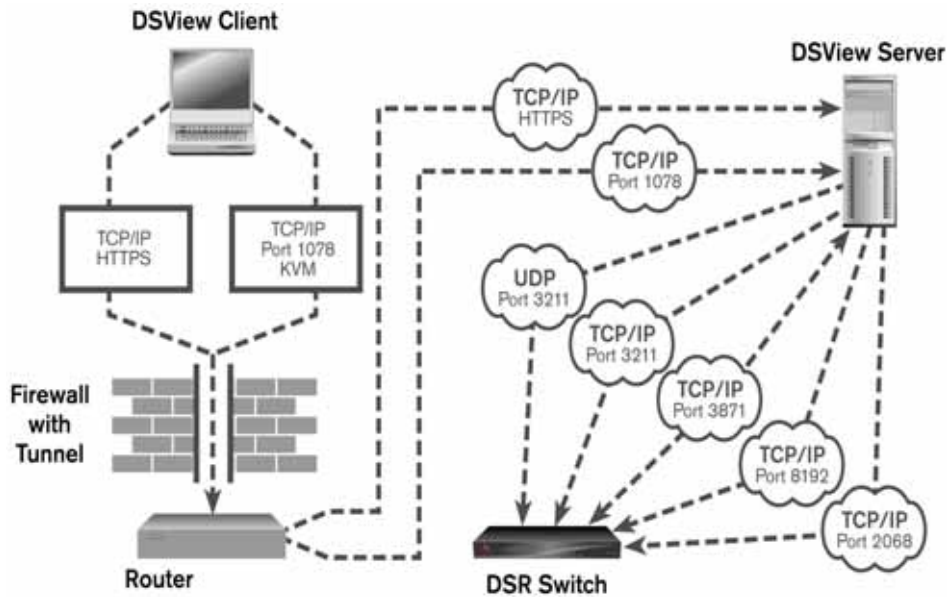 DSView Client
DSView Server
TCP/IP
HTTPS
TCP/IP
Port 1078
TCP/IP
HTTPS
TCP/IP
Port 1078
KVM
UDP
Port 3211
TCP/IP
Port 3211
TCP/IP
Port 3871
TCP/IP
Port 8192
TCP/IP
Port 2068
Firewall
with
Tunnel
Router
DSR Switch